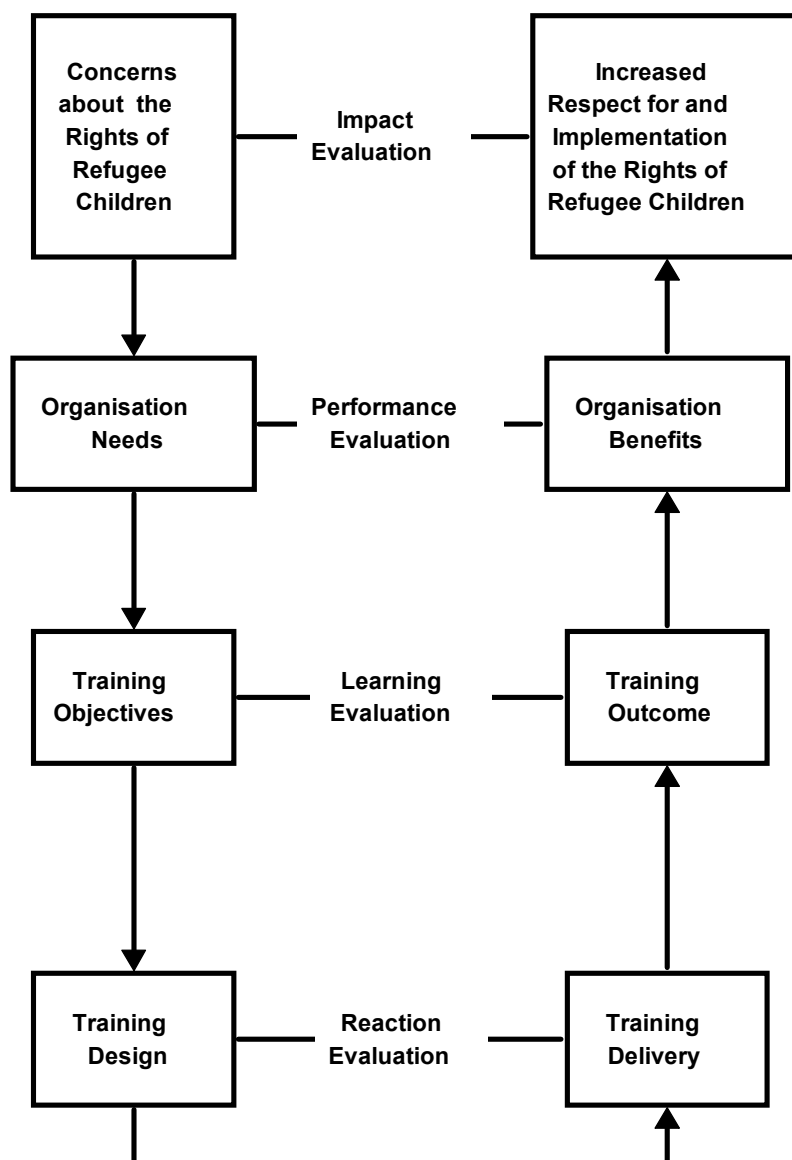 Concerns
about the
Rights of
Refugee
Children
Impact
Evaluation
Increased
Respect for and
Implementation
of the Rights of
Refugee Children
Organisation
Needs
Performance
Evaluation
Organisation
Benefits
Training
Objectives
Learning
Evaluation
Training
Outcome
Training
Design
Reaction
Evaluation
Training
Delivery